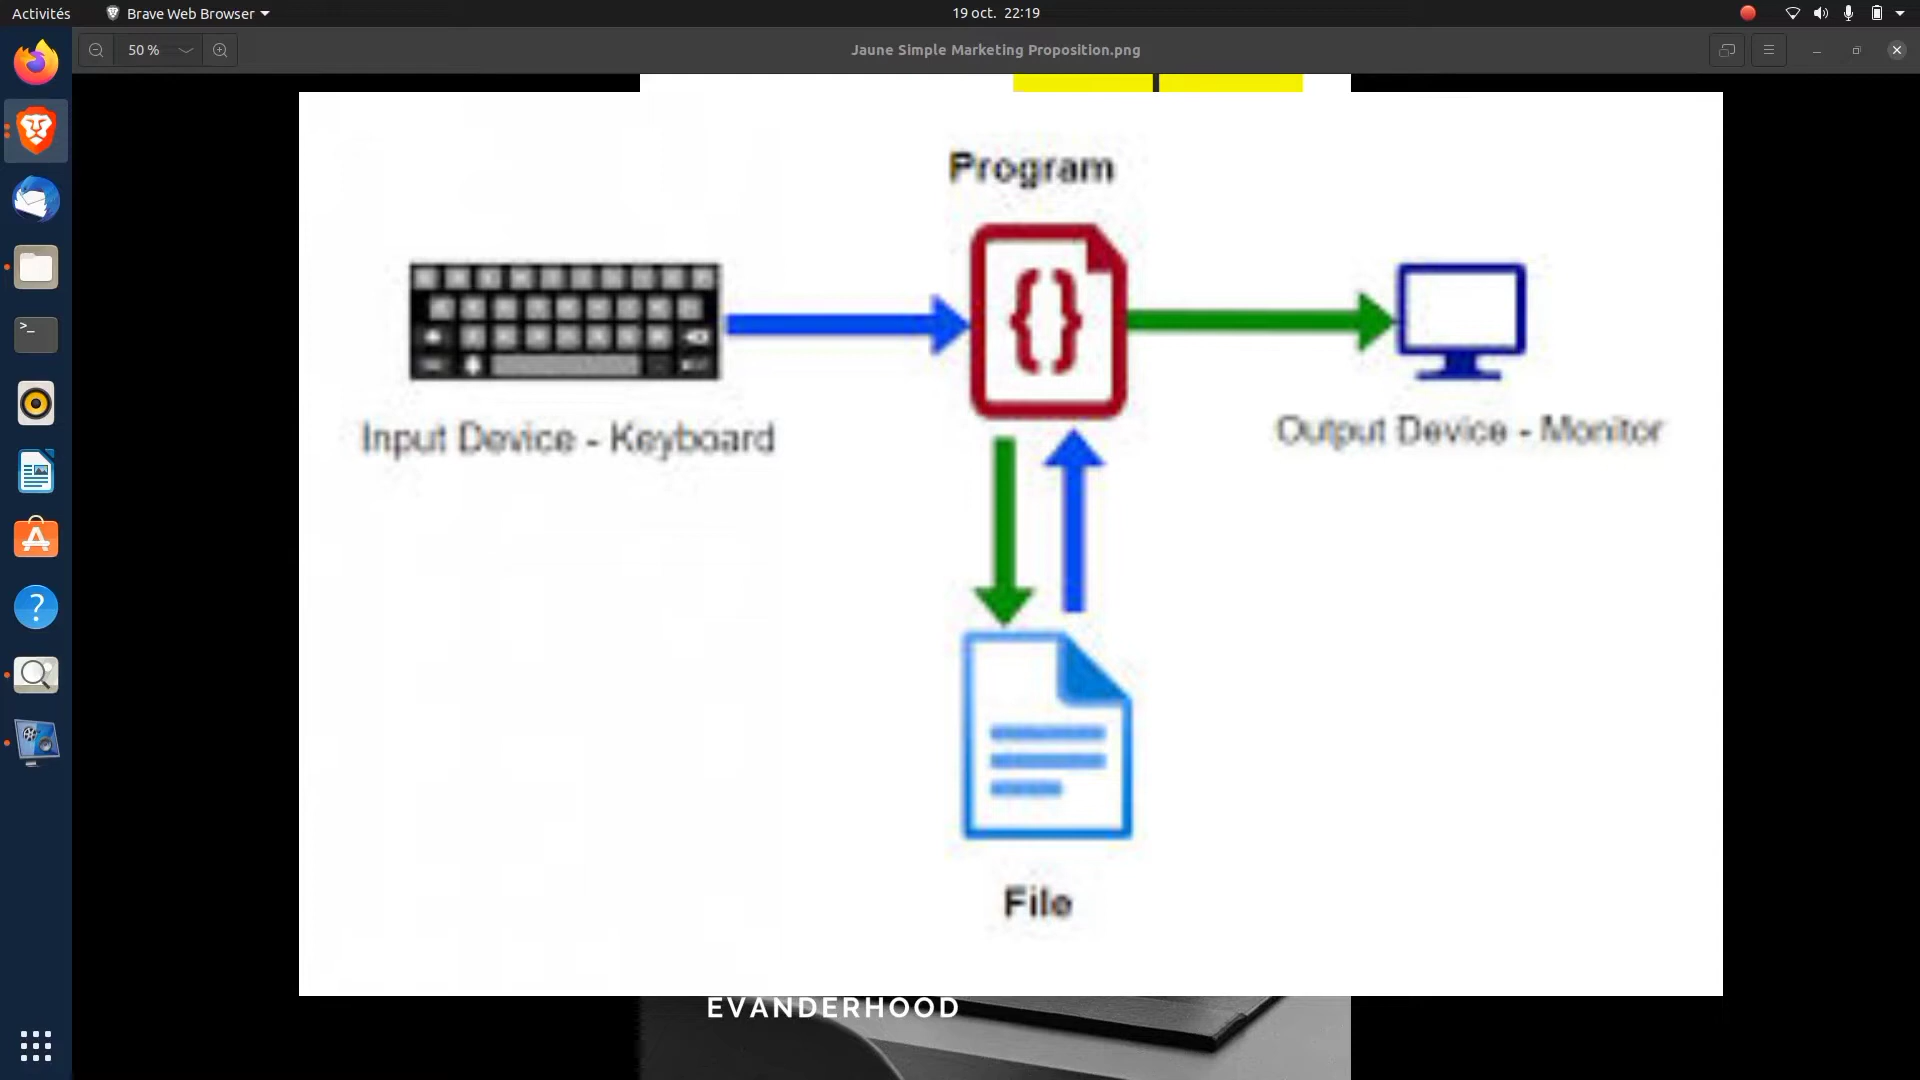 Activités
Brave Web Browser
19 oct. 22:19
50 %
Jaune Simple Marketing Proposition.png
Program
Input Device - Keyboard
Output Device - Monitor
File
EVANDERHOOD